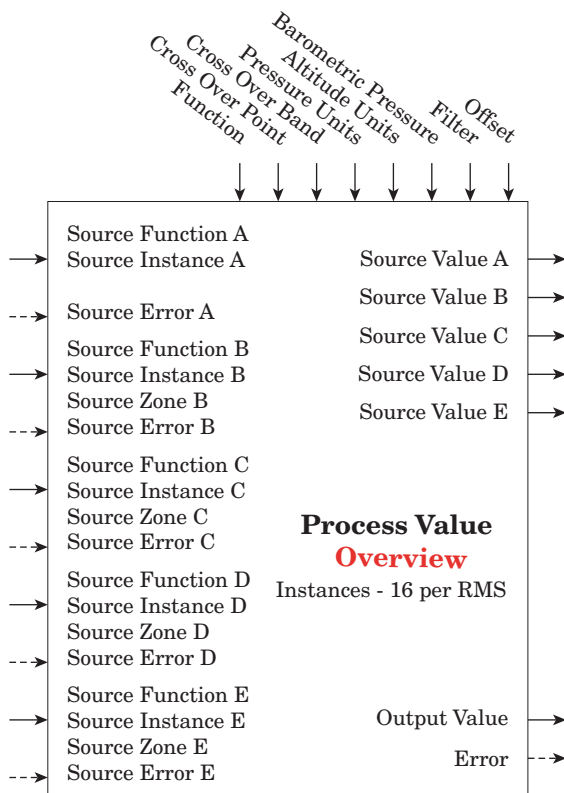 Function
Cross Over Point
Cross Over Band
Pressure Units
Altitude Units
Barometric Pressure
Filter
Offset
Source Function A
Source Instance A
Source Error A
Source Function B
Source Instance B
Source Zone B
Source Error B
Source Function C
Source Instance C
Source Zone C
Source Error C
Source Function D
Source Instance D
Source Zone D
Source Error D
Source Function E
Source Instance E
Source Zone E
Source Error E
Source Value A
Source Value B
Source Value C
Source Value D
Source Value E
Process Value
Overview
Instances - 16 per RMS
Output Value
Error